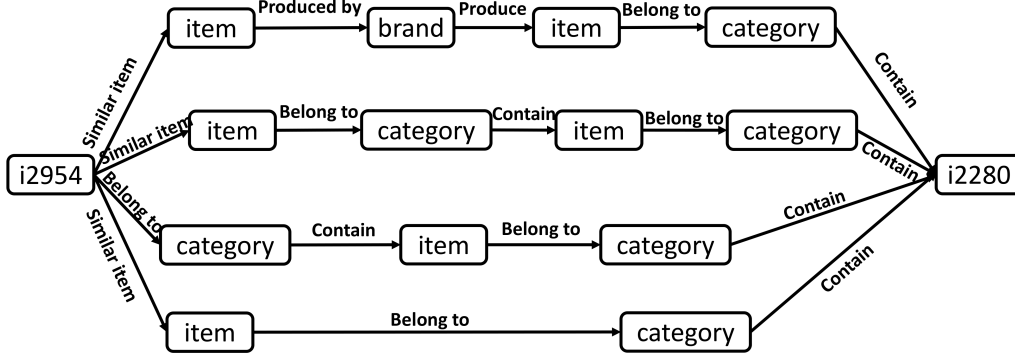 Produced by Produce Belong to
item brand item category
Similar item Contain
Belong to Contain Belong to
Similar item item category item category Contain
i2954 i2280
Belong to Contain Belong to Contain
category item category
Similar item Contain
Belong to
item category